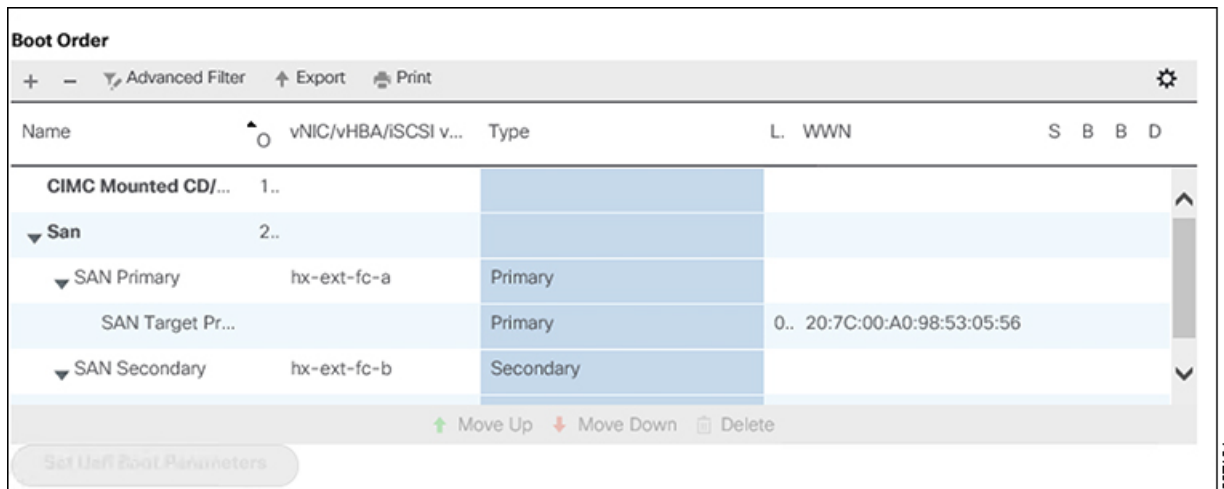 Boot Order
+ − Advanced Filter Export Print
Name O vNIC/vHBA/iSCSI v... Type L. WWN S B B D
CIMC Mounted CD/... 1..
San 2..
SAN Primary hx-ext-fc-a Primary
SAN Target Pr... Primary 0.. 20:7C:00:A0:98:53:05:56
SAN Secondary hx-ext-fc-b Secondary
Move Up Move Down Delete
Set Uefi Boot Parameters